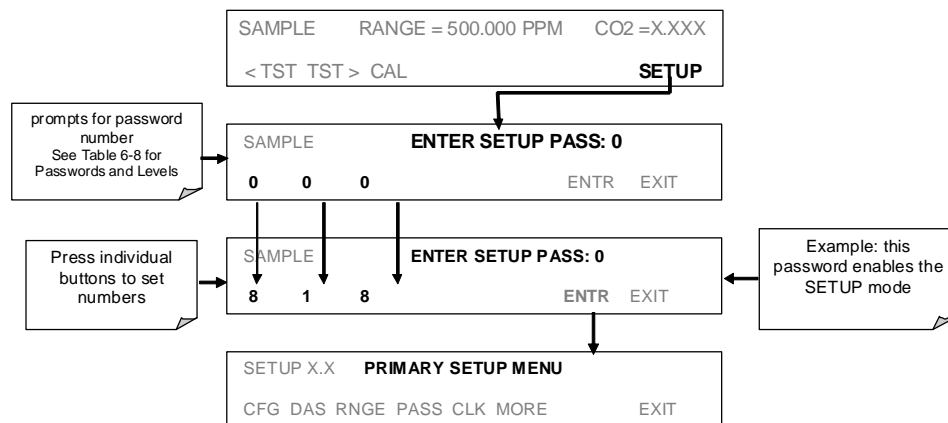 SAMPLE RANGE = 500.000 PPM CO2 =X.XXX
< TST TST > CAL SETUP
prompts for password
number
See Table 6-8 for
Passwords and Levels
SAMPLE ENTER SETUP PASS: 0
0 0 0 ENTR EXIT
Press individual
buttons to set
numbers
SAMPLE ENTER SETUP PASS: 0
8 1 8 ENTR EXIT
Example: this
password enables the
SETUP mode
SETUP X.X PRIMARY SETUP MENU
CFG DAS RNGE PASS CLK MORE EXIT